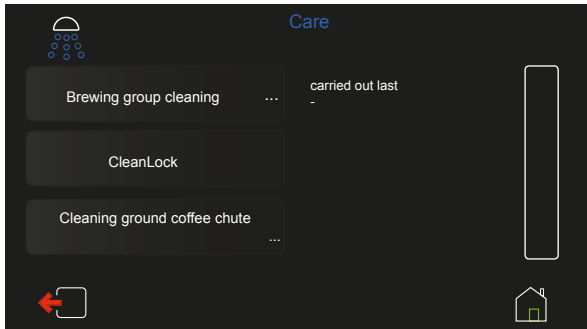 Care
Brewing group cleaning ...
carried out last
-
CleanLock
Cleaning ground coffee chute
...